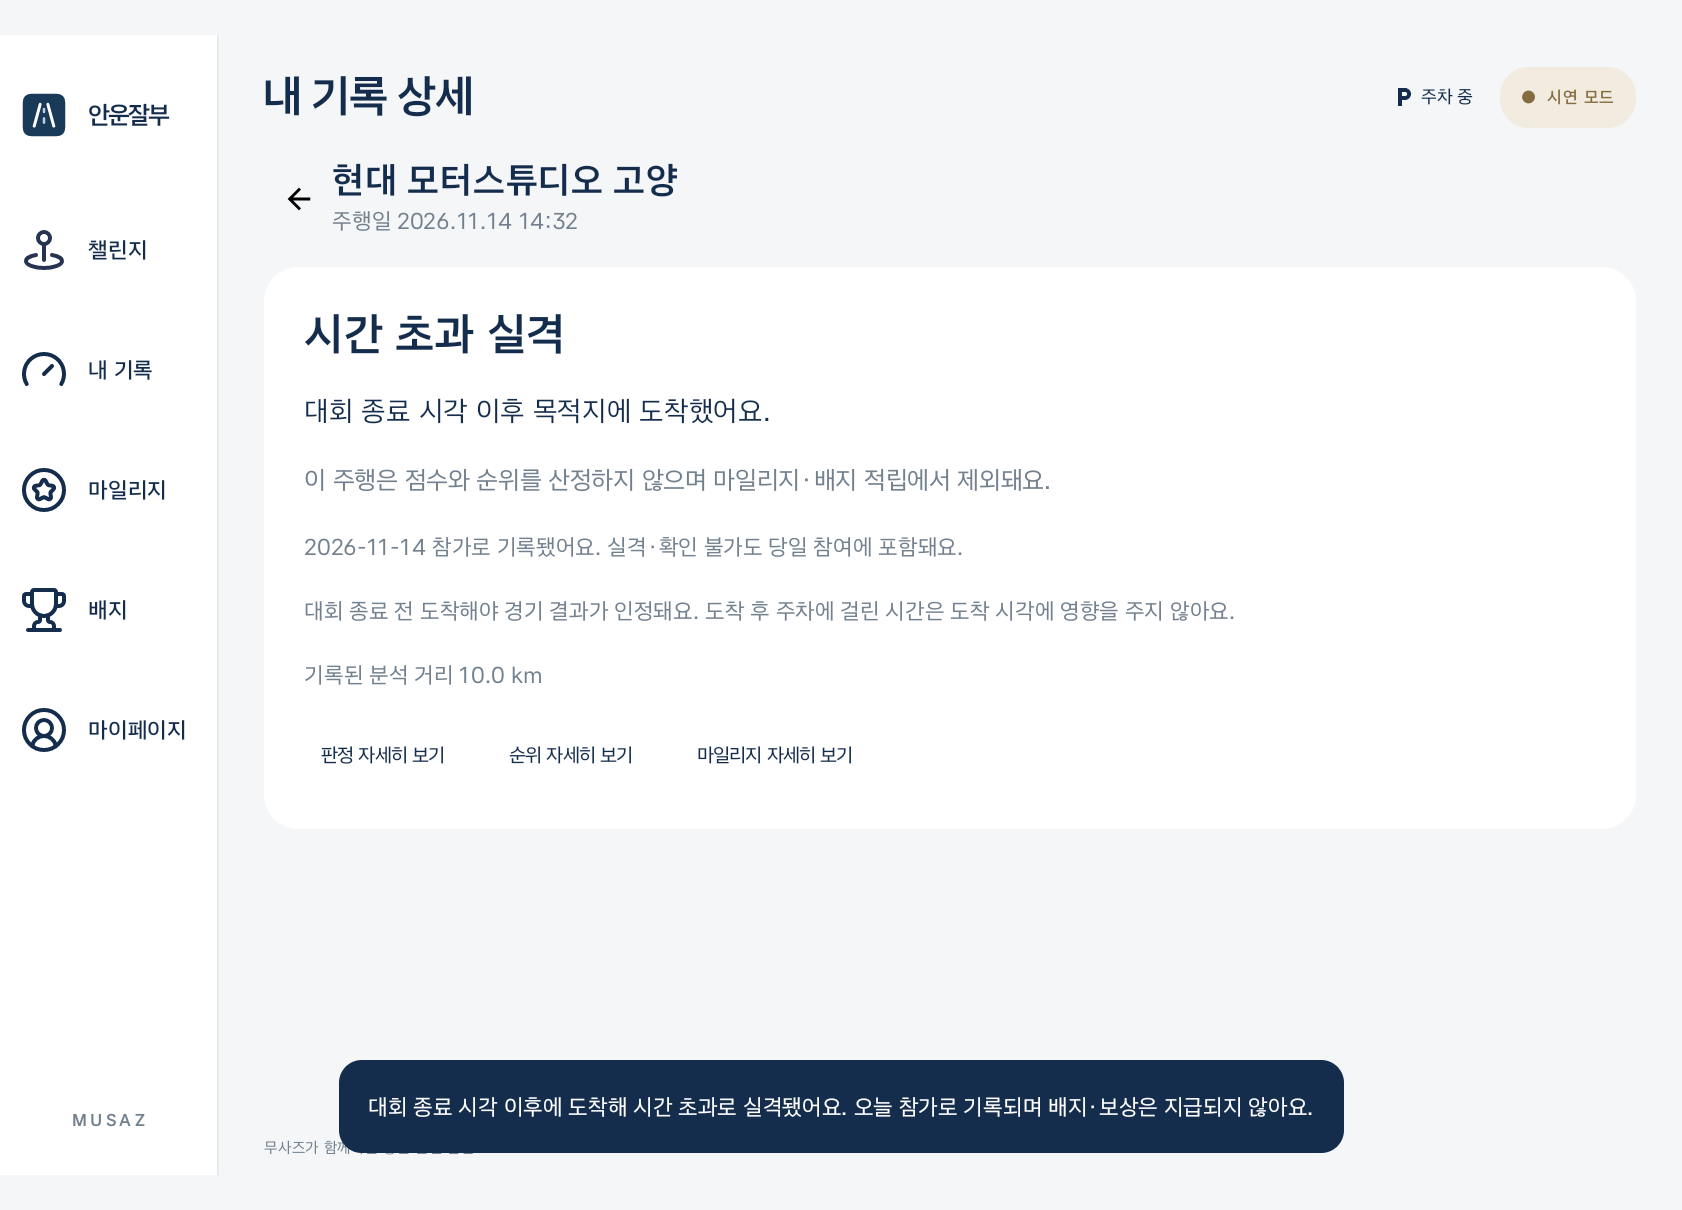 안운잘부
챌린지
내 기록
마일리지
배지
마이페이지
MUSAZ
내 기록 상세
P 주차 중
시연 모드
현대 모터스튜디오 고양
주행일 2026.11.14 14:32
시간 초과 실격
대회 종료 시각 이후 목적지에 도착했어요.
이 주행은 점수와 순위를 산정하지 않으며 마일리지·배지 적립에서 제외돼요.
2026-11-14 참가로 기록됐어요. 실격·확인 불가도 당일 참여에 포함돼요.
대회 종료 전 도착해야 경기 결과가 인정돼요. 도착 후 주차에 걸린 시간은 도착 시각에 영향을 주지 않아요.
기록된 분석 거리 10.0 km
판정 자세히 보기 순위 자세히 보기 마일리지 자세히 보기
대회 종료 시각 이후에 도착해 시간 초과로 실격됐어요. 오늘 참가로 기록되며 배지·보상은 지급되지 않아요.
무사즈가 함께